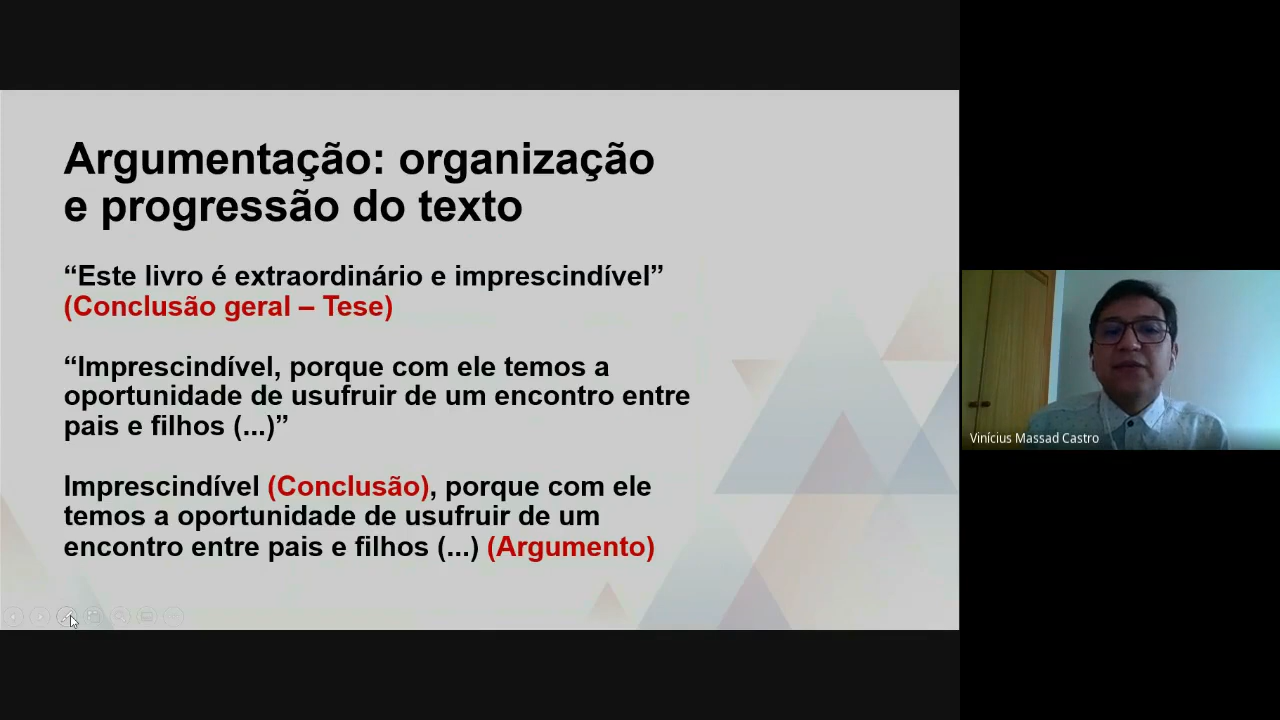 Argumentação: organização
e progressão do texto
“Este livro é extraordinário e imprescindível”
(Conclusão geral – Tese)
“Imprescindível, porque com ele temos a
oportunidade de usufruir de um encontro entre
pais e filhos (...)”
Imprescindível (Conclusão), porque com ele
temos a oportunidade de usufruir de um
encontro entre pais e filhos (...) (Argumento)
Vinícius Massad Castro